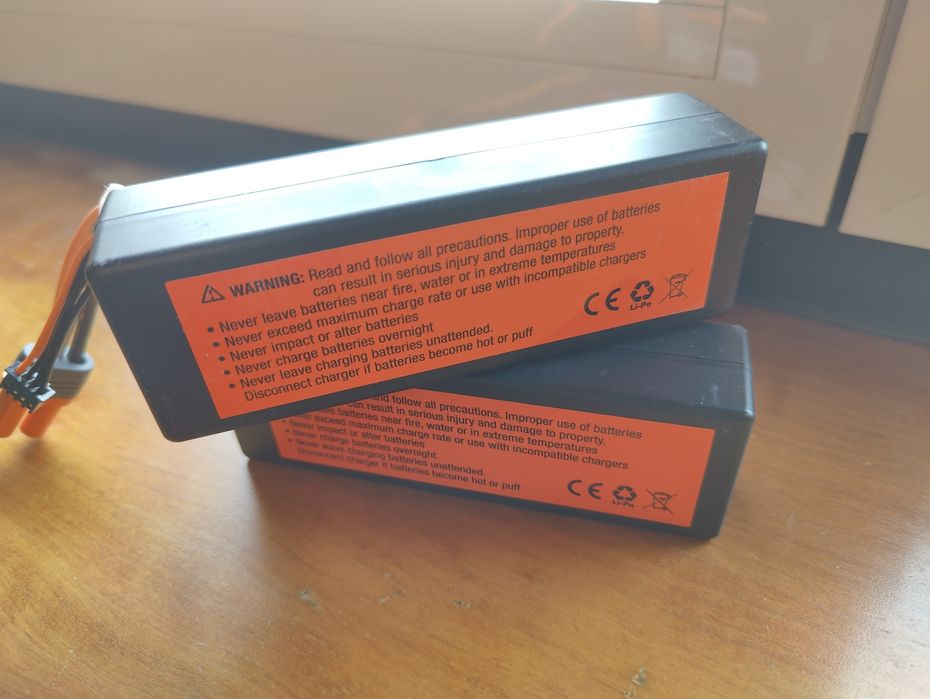 WARNING: Read and follow all precautions. Improper use of batteries
can result in serious injury and damage to property.
• Never leave batteries near fire, water or in extreme temperatures
• Never exceed maximum charge rate or use with incompatible chargers
• Never impact or alter batteries
• Never charge batteries overnight
• Never leave charging batteries unattended.
Disconnect charger if batteries become hot or puff
CE
Li-Po
and follow all precautions. Improper use of batteries
can result in serious injury and damage to property.
leave batteries near fire, water or in extreme temperatures
exceed maximum charge rate or use with incompatible chargers
• Never impact or alter batteries
• Never charge batteries overnight
• Never leave charging batteries unattended.
Disconnect charger if batteries become hot or puff
CE
Li-Po